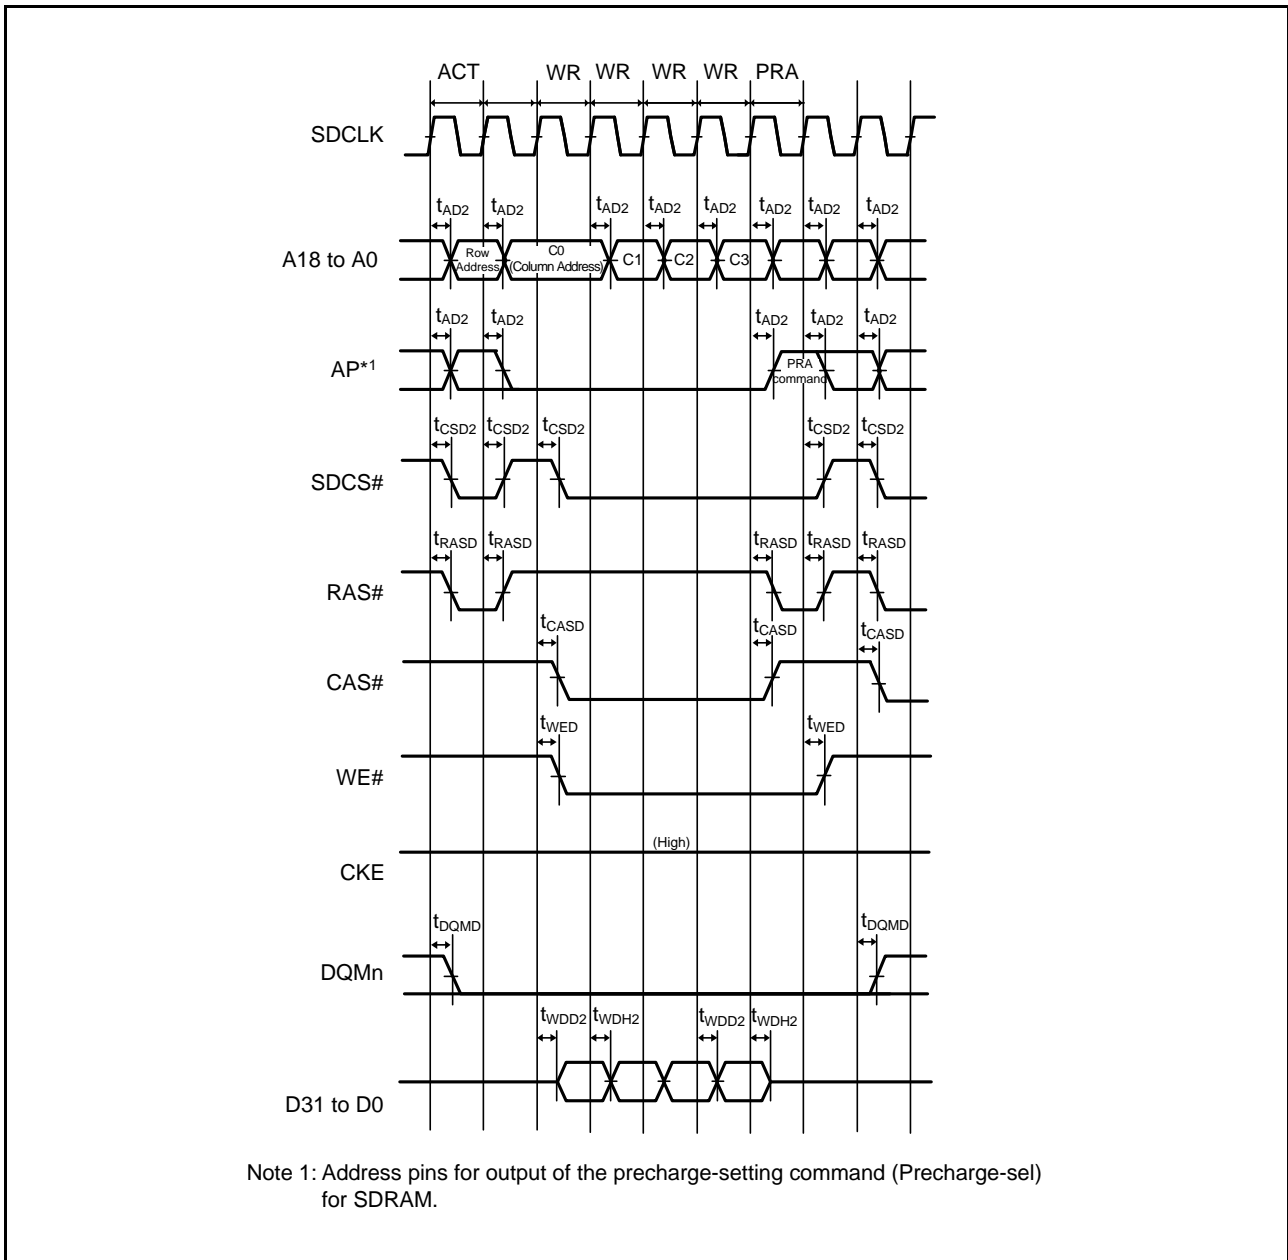 ACT WR WR WR WR PRA
SDCLK
tAD2 tAD2 tAD2 tAD2 tAD2 tAD2 tAD2 tAD2
A18 to A0
Row
Address
C0
(Column Address)
C1 C2 C3
tAD2 tAD2 tAD2 tAD2 tAD2
AP*1
PRA
command
tCSD2 tCSD2 tCSD2 tCSD2 tCSD2
SDCS#
tRASD tRASD tRASD tRASD tRASD
RAS#
tCASD tCASD tCASD
CAS#
tWED tWED
WE#
(High)
CKE
tDQMD tDQMD
DQMn
tWDD2 tWDH2 tWDD2 tWDH2
D31 to D0
Note 1: Address pins for output of the precharge-setting command (Precharge-sel)
for SDRAM.